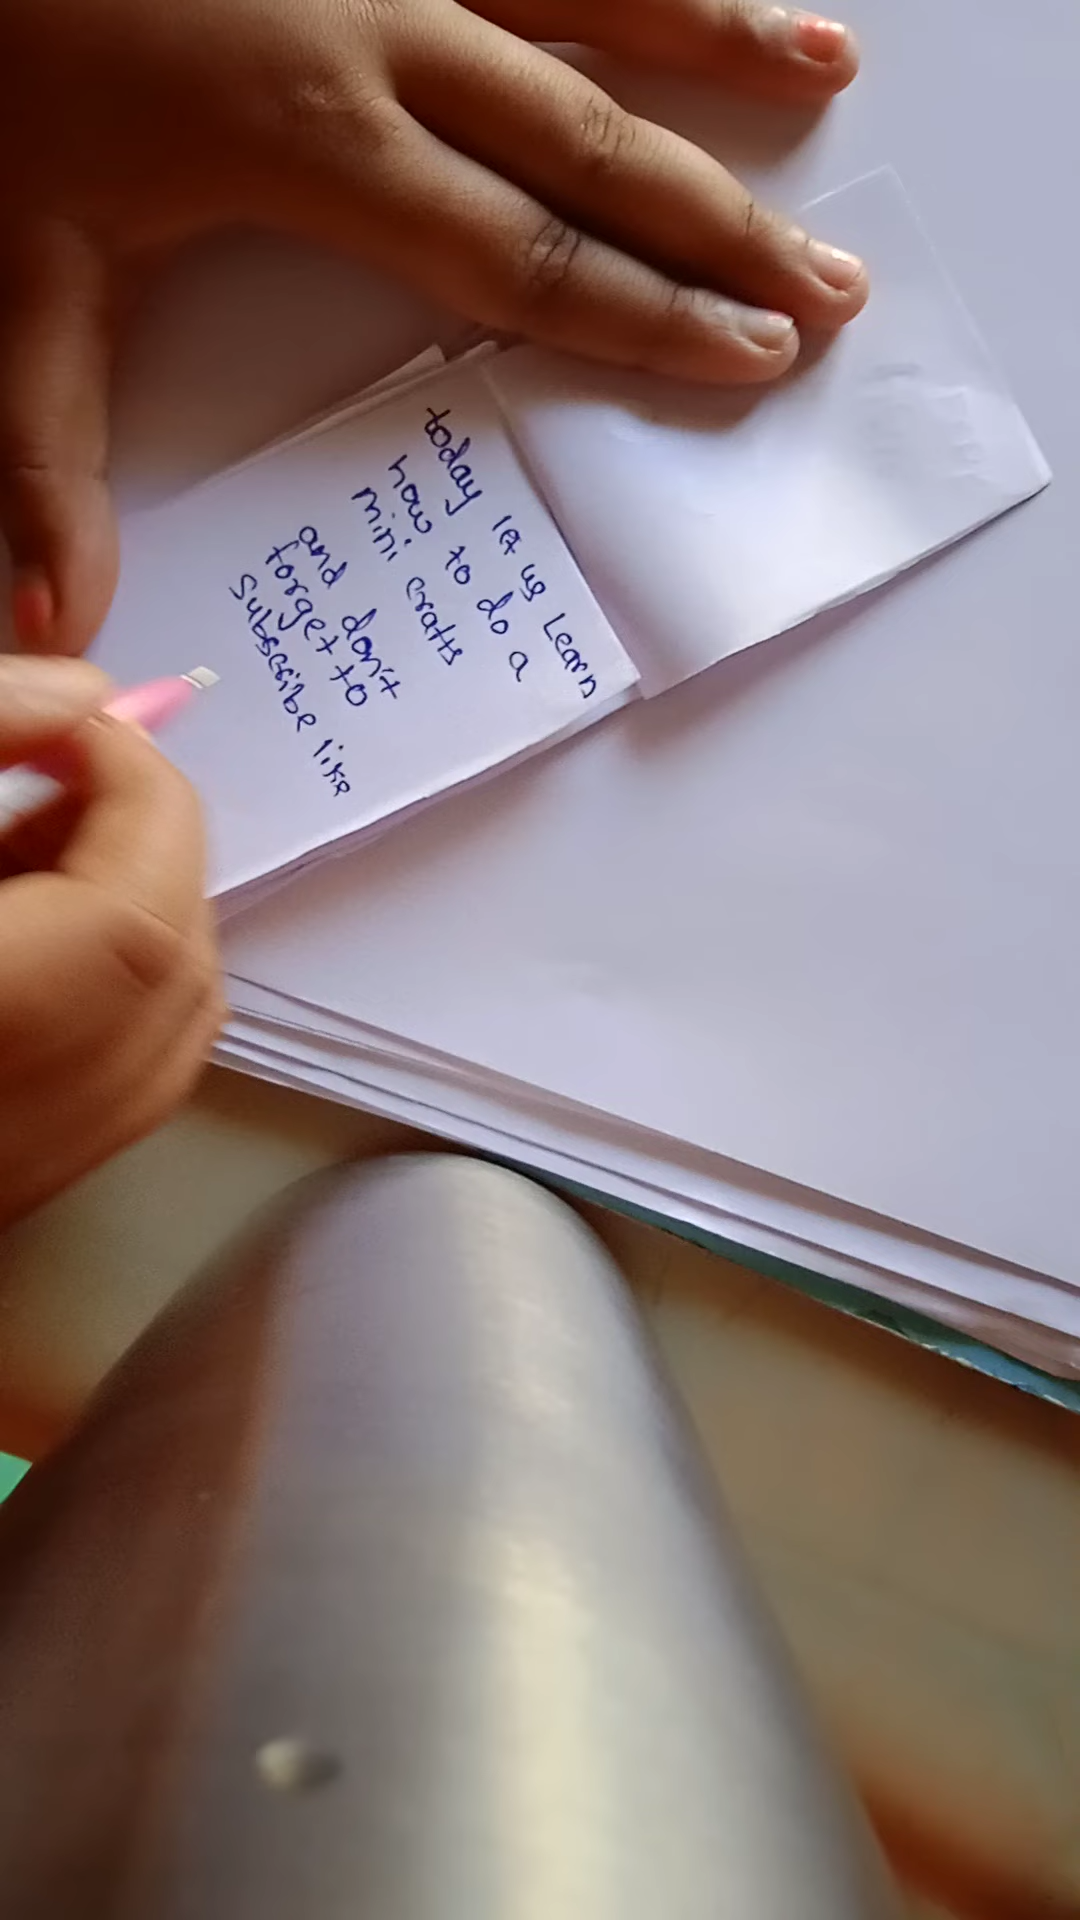 today let us Learn
how to do a
mini crafts
and don't
forget to
Subscribe like